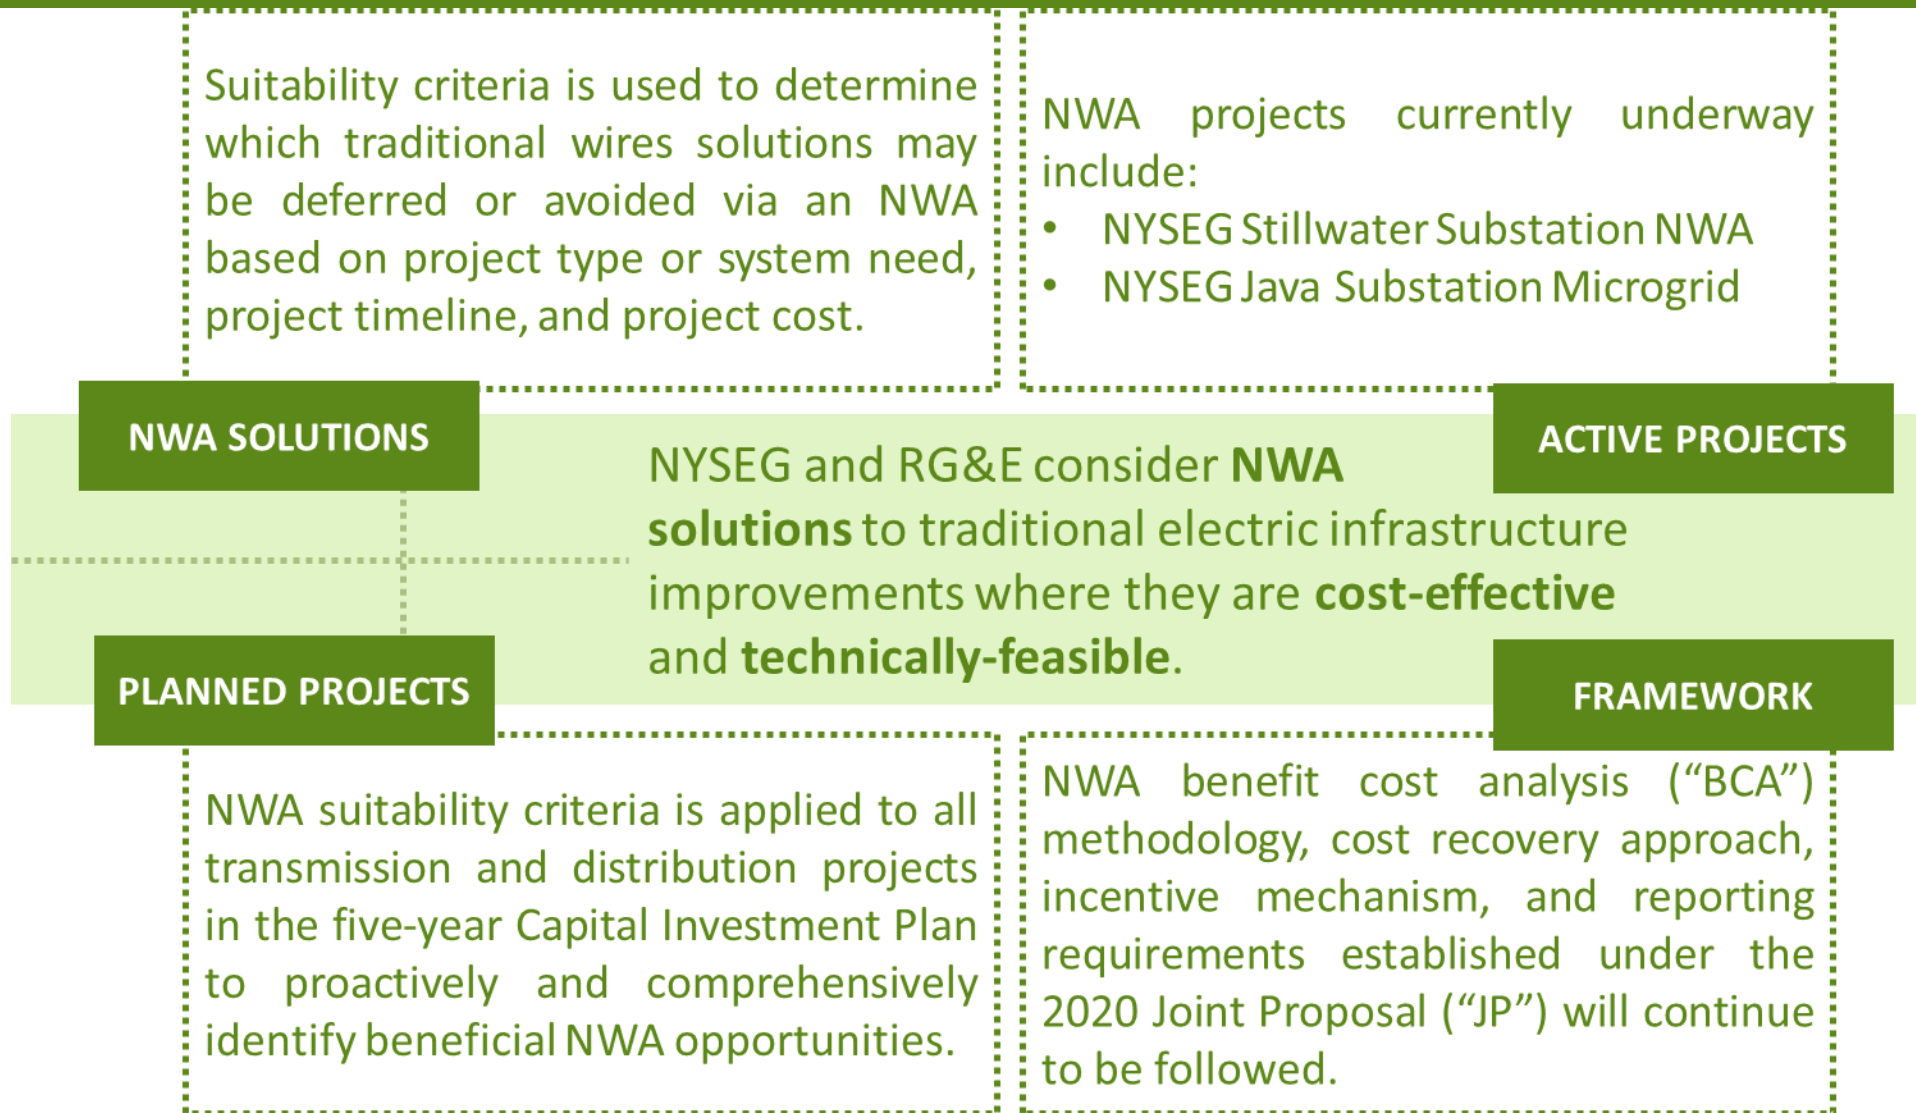 Suitability criteria is used to determine
which traditional wires solutions may
be deferred or avoided via an NWA
based on project type or system need,
project timeline, and project cost.
NWA projects currently underway
include:
• NYSEG Stillwater Substation NWA
• NYSEG Java Substation Microgrid
NWA SOLUTIONS
ACTIVE PROJECTS
NYSEG and RG&E consider NWA
solutions to traditional electric infrastructure
improvements where they are cost-effective
and technically-feasible.
PLANNED PROJECTS
FRAMEWORK
NWA suitability criteria is applied to all
transmission and distribution projects
in the five-year Capital Investment Plan
to proactively and comprehensively
identify beneficial NWA opportunities.
NWA benefit cost analysis (“BCA”)
methodology, cost recovery approach,
incentive mechanism, and reporting
requirements established under the
2020 Joint Proposal (“JP”) will continue
to be followed.